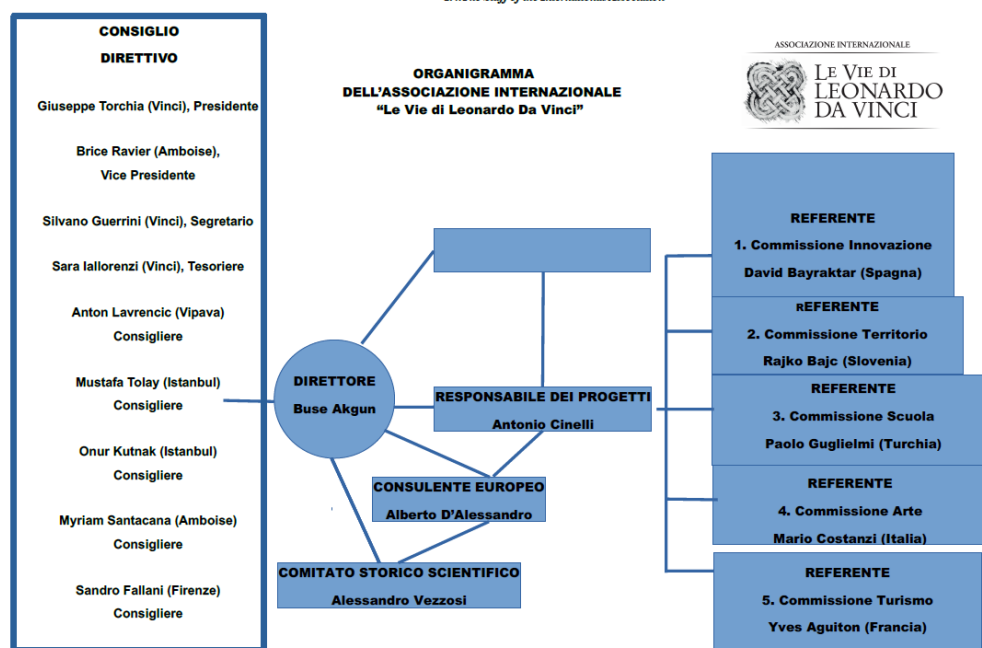 CONSIGLIO
DIRETTIVO
Giuseppe Torchia (Vinci), Presidente
Brice Ravier (Amboise),
Vice Presidente
Silvano Guerrini (Vinci), Segretario
Sara Iallorenzi (Vinci), Tesoriere
Anton Lavrencic (Vipava)
Consigliere
Mustafa Tolay (Istanbul)
Consigliere
Onur Kutnak (Istanbul)
Consigliere
Myriam Santacana (Amboise)
Consigliere
Sandro Fallani (Firenze)
Consigliere
ORGANIGRAMMA
DELL'ASSOCIAZIONE INTERNAZIONALE
“Le Vie di Leonardo Da Vinci”
ASSOCIAZIONE INTERNAZIONALE
LE VIE DI
LEONARDO
DA VINCI
DIRETTORE
Buse Akgun
RESPONSABILE DEI PROGETTI
Antonio Cinelli
CONSULENTE EUROPEO
Alberto D'Alessandro
COMITATO STORICO SCIENTIFICO
Alessandro Vezzosi
REFERENTE
1. Commissione Innovazione
David Bayraktar (Spagna)
REFERENTE
2. Commissione Territorio
Rajko Bajc (Slovenia)
REFERENTE
3. Commissione Scuola
Paolo Guglielmi (Turchia)
REFERENTE
4. Commissione Arte
Mario Costanzi (Italia)
REFERENTE
5. Commissione Turismo
Yves Aguiton (Francia)